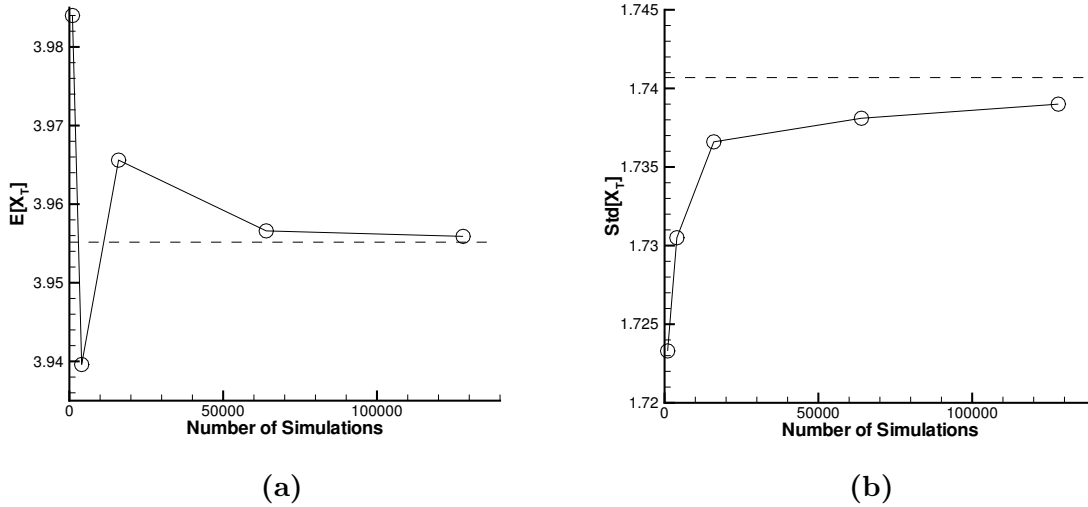 3.98
3.97
3.96
3.95
3.94
E[X_T]
0
50000
100000
Number of Simulations
(a)
1.745
1.74
1.735
1.73
1.725
1.72
Std[X_T]
0
50000
100000
Number of Simulations
(b)